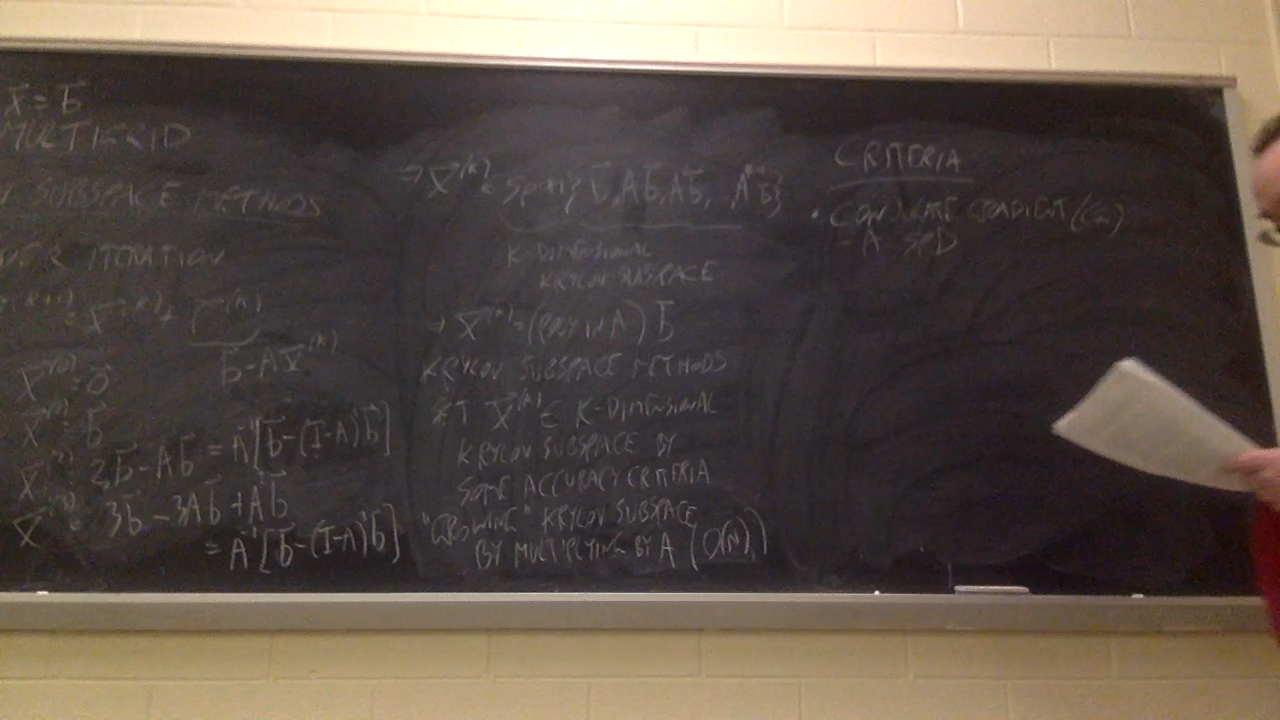 x⃗ = b⃗
MULTIGRID
SUBSPACE METHODS
ITERATION
x⃗^(k) + r⃗^(k)
b⃗ - Ax⃗^(k)
x⃗^(0) = 0⃗
x⃗^(1) = b⃗
x⃗^(2) = 2b⃗ - Ab⃗ = A⁻¹[b⃗-(I-A)²b⃗]
x⃗^(3) = 3b⃗ - 3Ab⃗ + A²b⃗
= A⁻¹[b⃗-(I-A)³b⃗]
⇒ x⃗^(k) ∈ span{b⃗, Ab⃗, A²b⃗, ... A^(k-1)b⃗}
K-DIMENSIONAL
KRYLOV SUBSPACE
⇒ x⃗^(k) = (POLY IN A) b⃗
KRYLOV SUBSPACE METHODS
x⃗^(k) ∈ K-DIMENSIONAL
KRYLOV SUBSPACE BY
SOME ACCURACY CRITERIA
"GROWING" KRYLOV SUBSPACE
BY MULTIPLYING BY A (O(N))
CRITERIA
• CONJUGATE GRADIENT (CG)
- A SPD